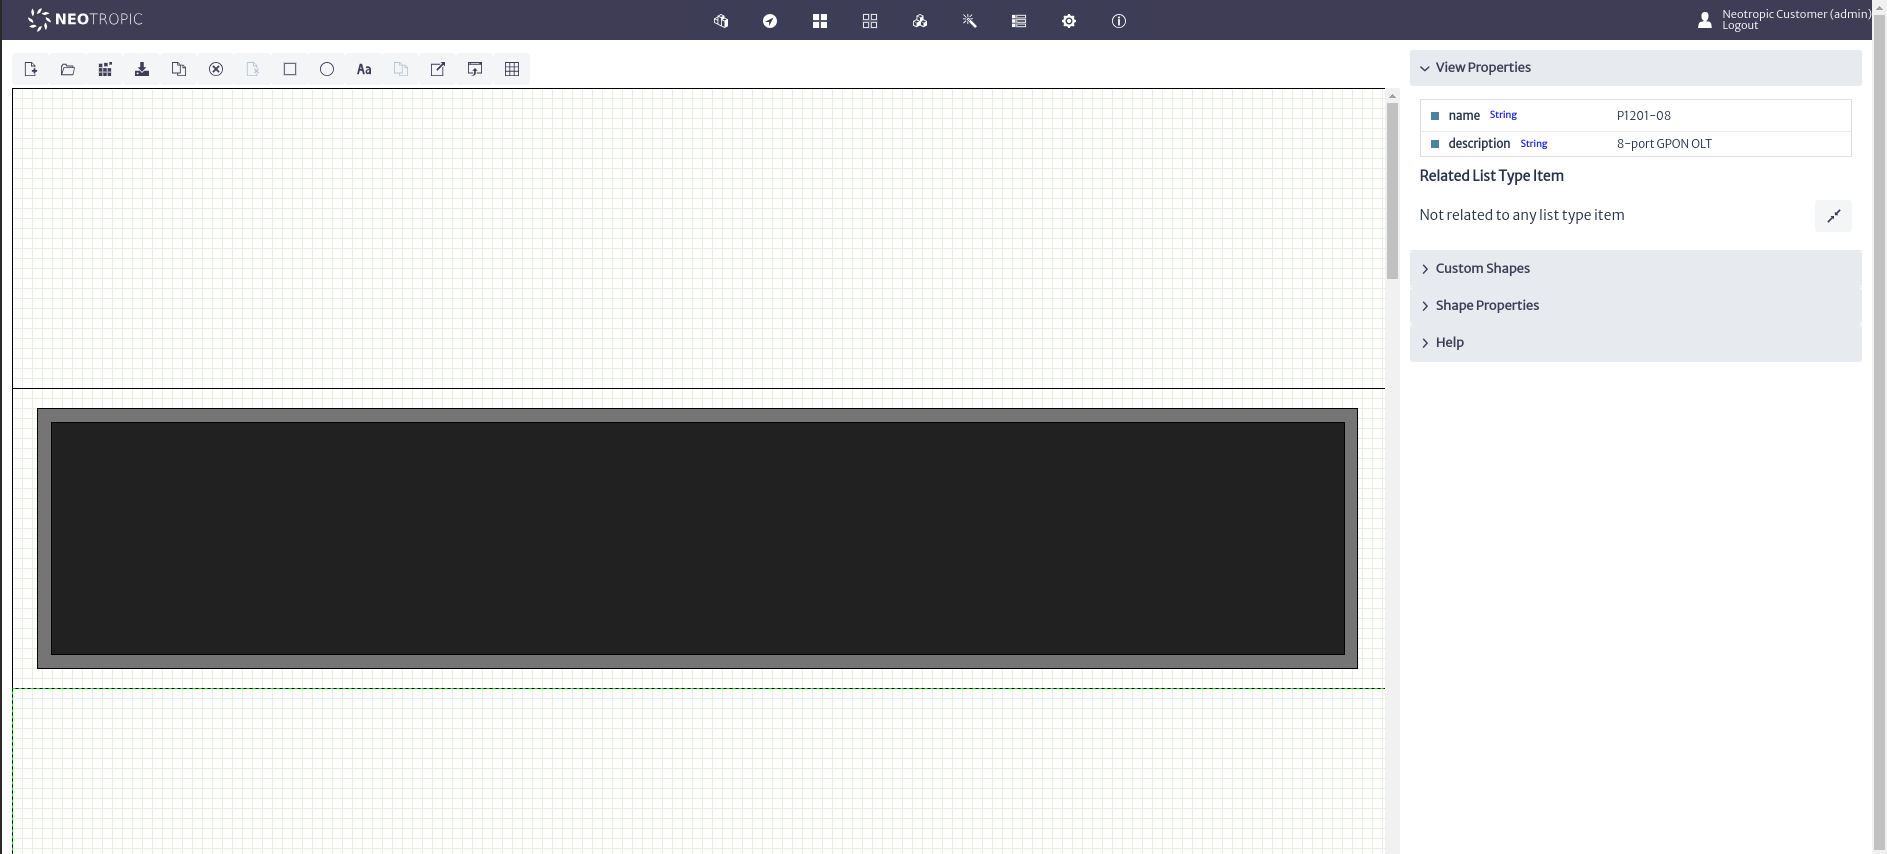 NEOTROPIC
Neotropic Customer (admin)
Logout
Aa
View Properties
name String P1201-08
description String 8-port GPON OLT
Related List Type Item
Not related to any list type item
Custom Shapes
Shape Properties
Help